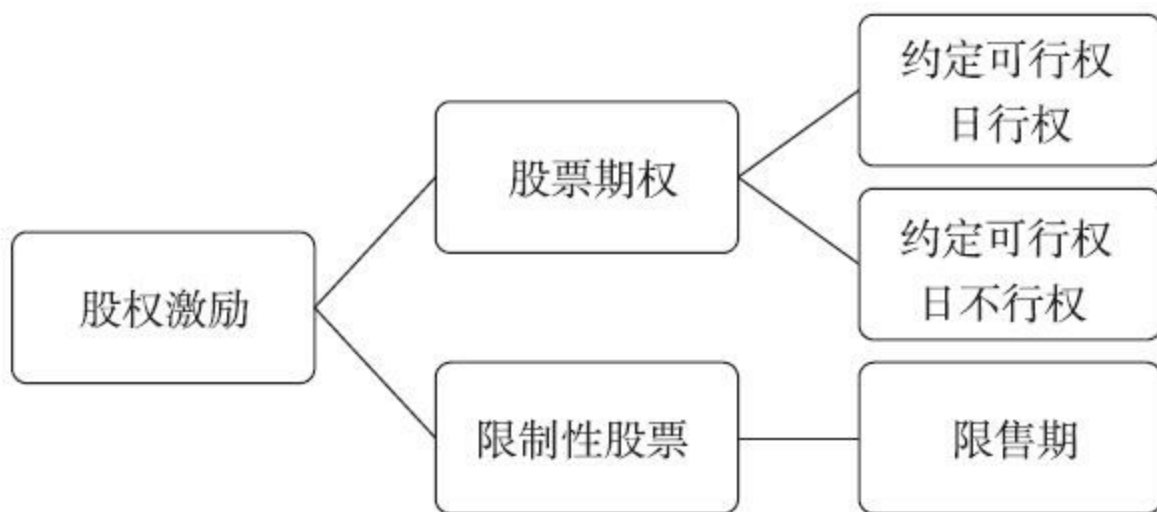 股权激励
股票期权
约定可行权
日行权
约定可行权
日不行权
限制性股票
限售期